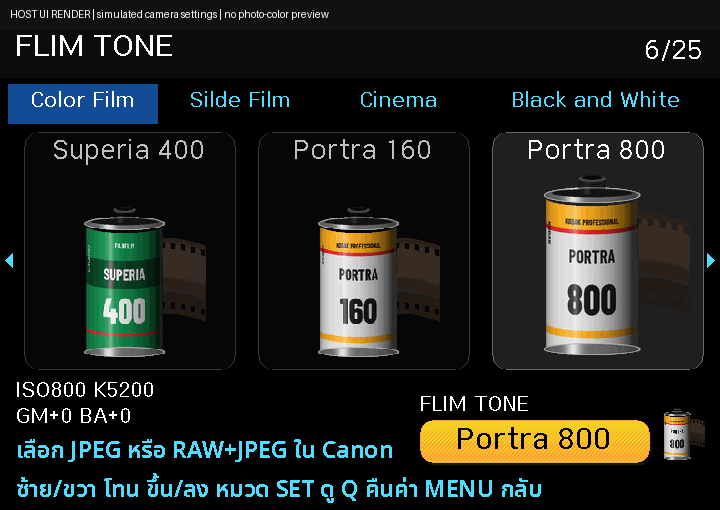 HOST UI RENDER | simulated camera settings | no photo-color preview
FLIM TONE
6/25
Color Film
Silde Film
Cinema
Black and White
Superia 400
Portra 160
Portra 800
FUJIFILM
SUPERIA
400
KODAK PROFESSIONAL
PORTRA
160
KODAK PROFESSIONAL
KODAK
PORTRA
800
ISO800 K5200
GM+0 BA+0
FLIM TONE
Portra 800
PORTRA
800
เลือก JPEG หรือ RAW+JPEG ใน Canon
ซ้าย/ขวา โทน ขึ้น/ลง หมวด SET ดู Q คืนค่า MENU กลับ